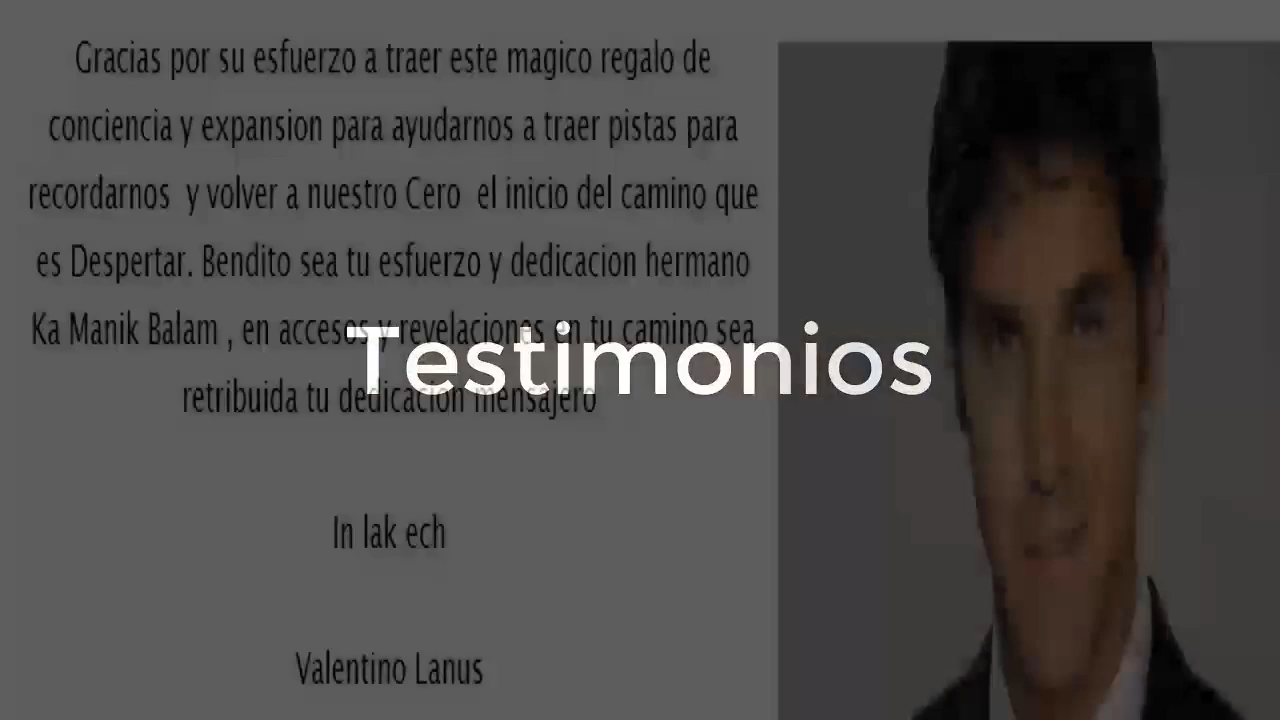 Gracias por su esfuerzo a traer este magico regalo de
conciencia y expansion para ayudarnos a traer pistas para
recordarnos y volver a nuestro Cero el inicio del camino que
es Despertar. Bendito sea tu esfuerzo y dedicacion hermano
Ka Manik Balam , en accesos y revelaciones en tu camino sea
Testimonios
retribuida tu dedicacion mensajero
In lak ech
Valentino Lanus